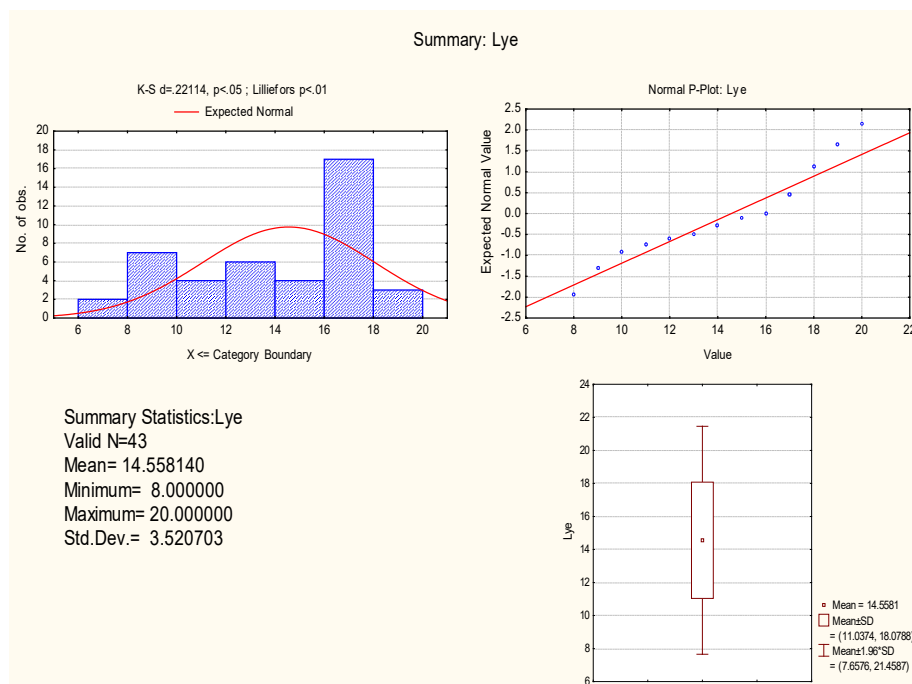 Summary: Lye
K-S d=.22114, p<.05 ; Lilliefors p<.01
Expected Normal
20
18
16
14
12
10
8
6
4
2
0
No. of obs.
6 8 10 12 14 16 18 20
X <= Category Boundary
Normal P-Plot: Lye
2.5
2.0
1.5
1.0
0.5
0.0
-0.5
-1.0
-1.5
-2.0
-2.5
Expected Normal Value
6 8 10 12 14 16 18 20 22
Value
Summary Statistics:Lye
Valid N=43
Mean= 14.558140
Minimum= 8.000000
Maximum= 20.000000
Std.Dev.= 3.520703
24
22
20
18
16
14
12
10
8
6
Lye
Mean = 14.5581
Mean±SD
= (11.0374, 18.0788)
Mean±1.96*SD
= (7.6576, 21.4587)